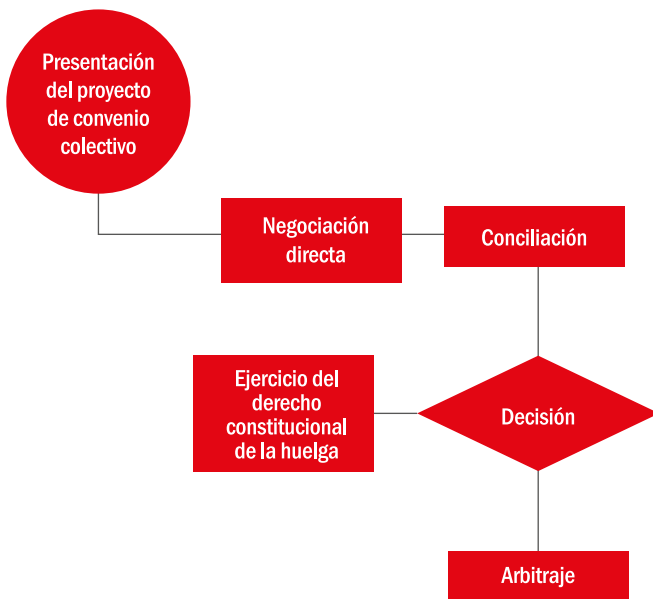 Presentación
del proyecto
de convenio
colectivo
Negociación
directa
Conciliación
Ejercicio del
derecho
constitucional
de la huelga
Decisión
Arbitraje